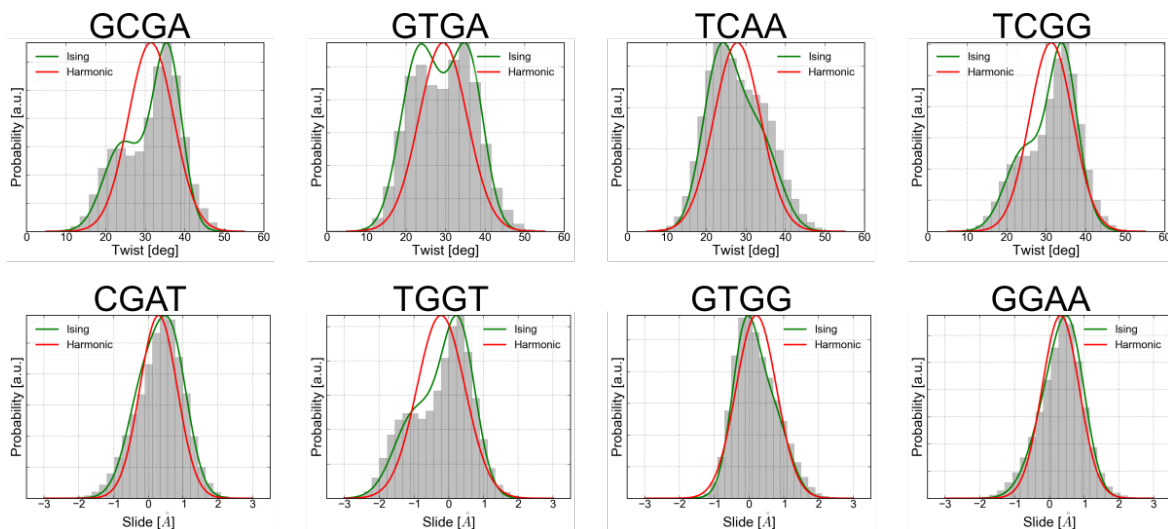 GCGA
Ising
Harmonic
Probability [a.u.]
0 10 20 30 40 50 60
Twist [deg]
GTGA
Ising
Harmonic
Probability [a.u.]
0 10 20 30 40 50 60
Twist [deg]
TCAA
Ising
Harmonic
Probability [a.u.]
0 10 20 30 40 50 60
Twist [deg]
TCGG
Ising
Harmonic
Probability [a.u.]
0 10 20 30 40 50 60
Twist [deg]
CGAT
Ising
Harmonic
Probability [a.u.]
−3 −2 −1 0 1 2 3
Slide [Å]
TGGT
Ising
Harmonic
Probability [a.u.]
−3 −2 −1 0 1 2 3
Slide [Å]
GTGG
Ising
Harmonic
Probability [a.u.]
−3 −2 −1 0 1 2 3
Slide [Å]
GGAA
Ising
Harmonic
Probability [a.u.]
−3 −2 −1 0 1 2 3
Slide [Å]